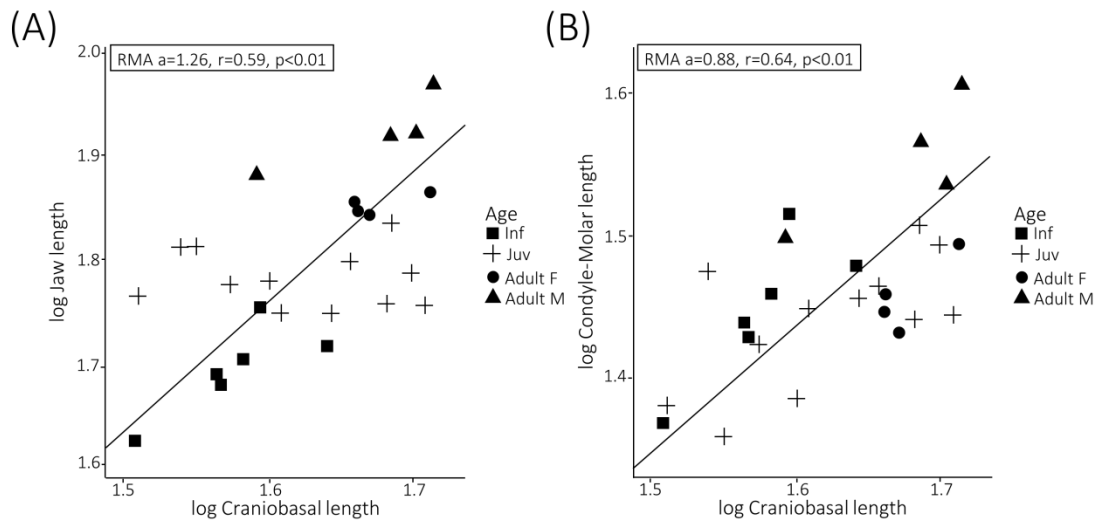 (A)
RMA a=1.26, r=0.59, p<0.01
2.0
1.9
1.8
1.7
1.6
log Jaw length
1.5
1.6
1.7
log Craniobasal length
Age
Inf
Juv
Adult F
Adult M
(B)
RMA a=0.88, r=0.64, p<0.01
1.6
1.5
1.4
log Condyle-Molar length
1.5
1.6
1.7
log Craniobasal length
Age
Inf
Juv
Adult F
Adult M